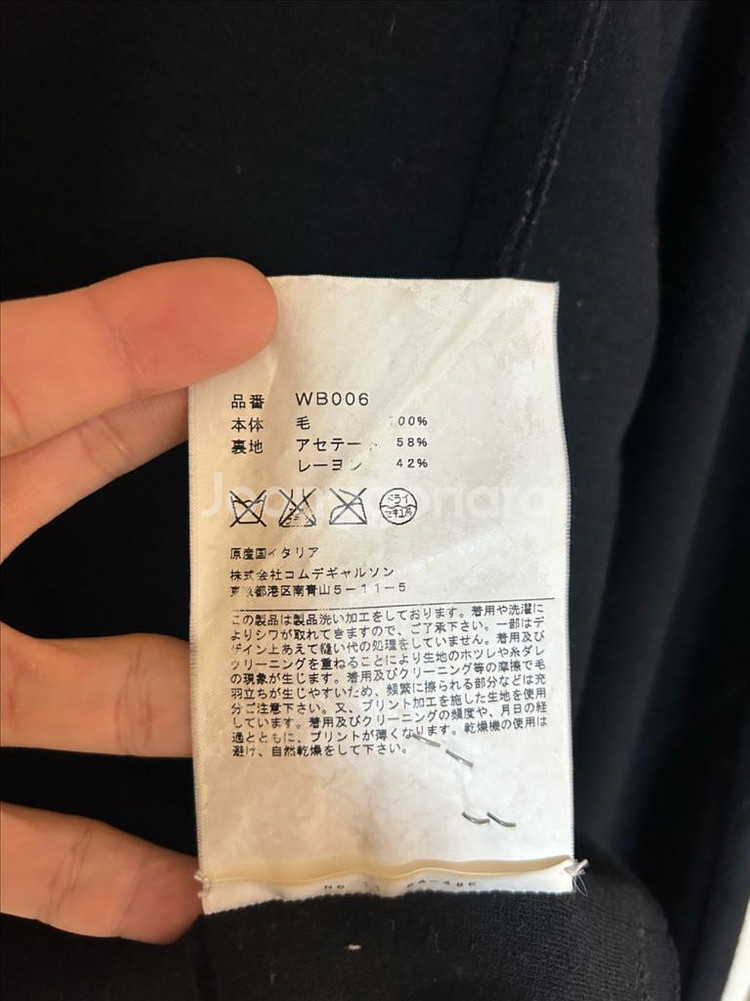 品番 WB006
本体 毛 00%
裏地 アセテー 58%
レーヨン 42%
ドライ
セキユ系
原産国イタリア
株式会社コムデギャルソン
東京都港区南青山5-11-5
この製品は製品洗い加工をしております。着用や洗濯に
よりシワが取れてきますので、ご了承下さい。一部はデ
ザイン上あえて縫い代の処理をしていません。着用及び
クリーニングを重ねることにより生地のホツレや糸ダレ
の現象が生じます。着用及びクリーニング等の摩擦で毛
羽立ちが生じやすいため、頻繁に擦られる部分などは充
分ご注意下さい。又、プリント加工を施した生地を使用
しています。着用及びクリーニングの頻度や、月日の経
過とともに、プリントが薄くなります。乾燥機の使用は
避け、自然乾燥をして下さい。